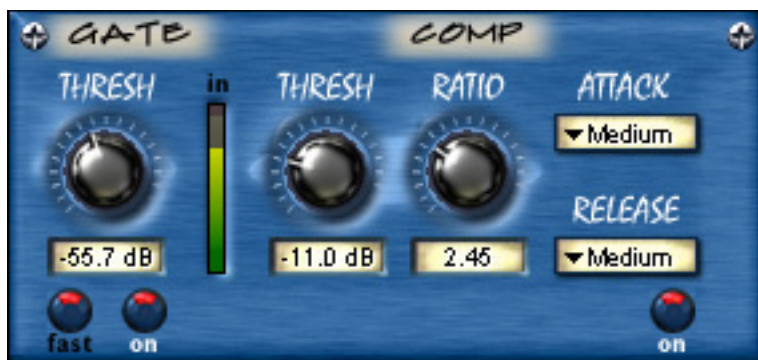 GATE COMP
THRESH in THRESH RATIO ATTACK
Medium
RELEASE
-55.7 dB -11.0 dB 2.45 Medium
fast on on